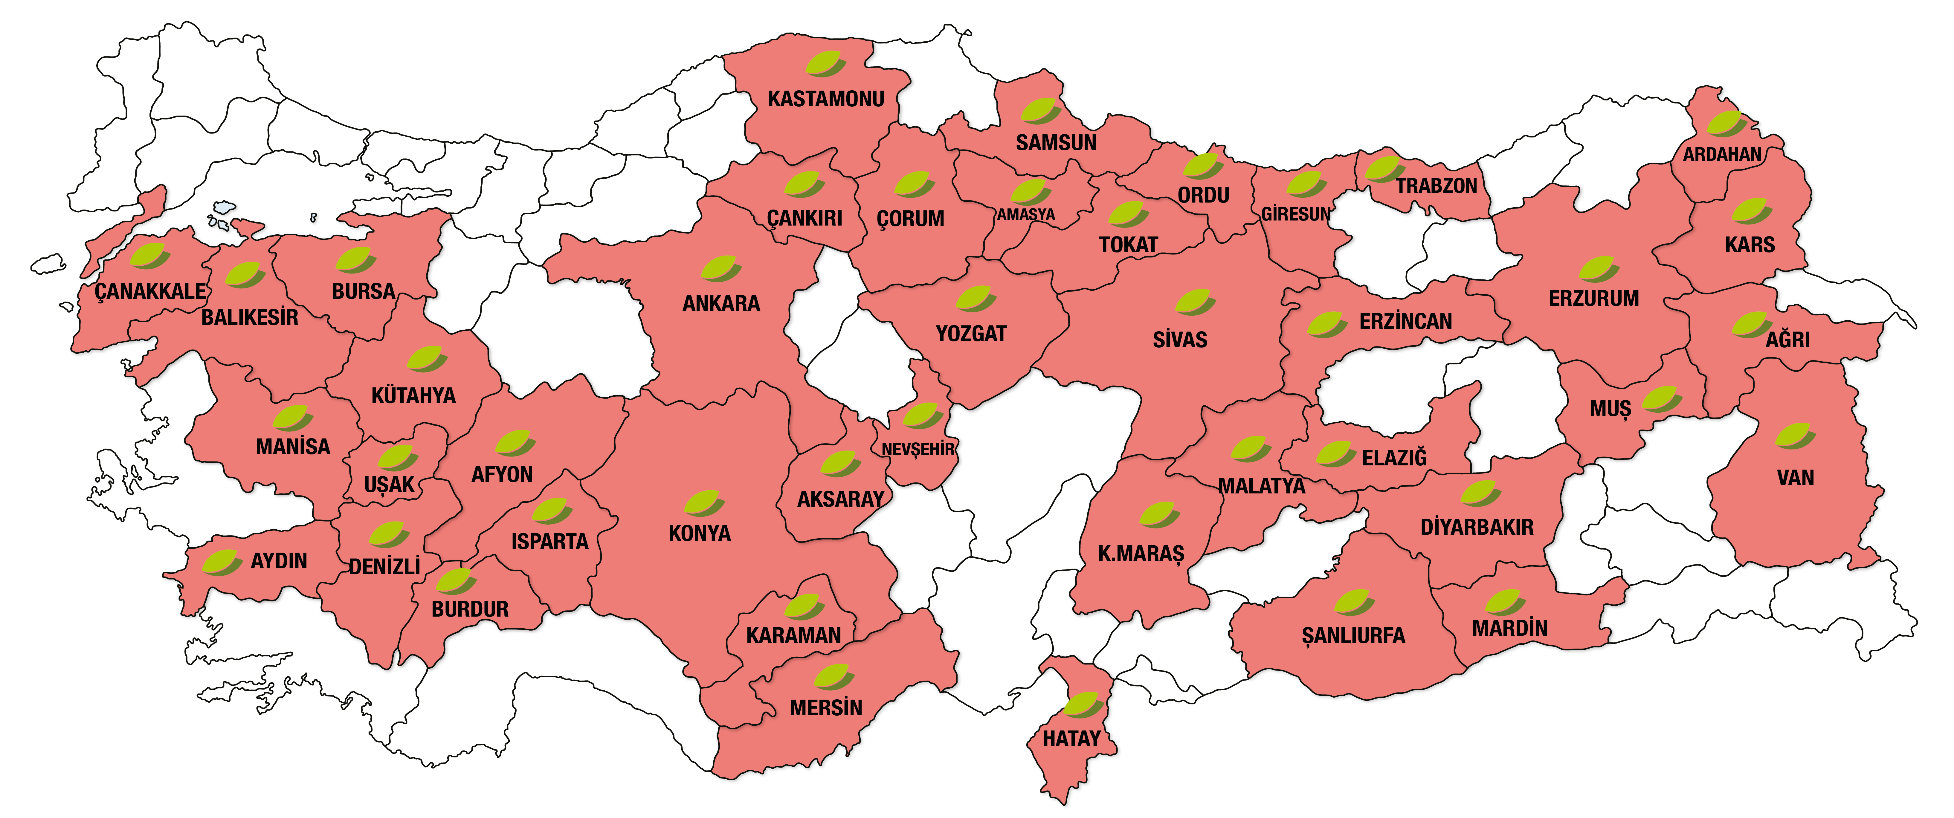 KASTAMONU
SAMSUN
ARDAHAN
ORDU
TRABZON
ÇANKIRI
ÇORUM
AMASYA
GİRESUN
TOKAT
KARS
ÇANAKKALE
BALIKESİR
BURSA
ANKARA
YOZGAT
SİVAS
ERZİNCAN
ERZURUM
AĞRI
KÜTAHYA
MANİSA
UŞAK
AFYON
NEVŞEHİR
AKSARAY
MUŞ
ELAZIĞ
MALATYA
VAN
ISPARTA
KONYA
DİYARBAKIR
K.MARAŞ
AYDIN
DENİZLİ
BURDUR
KARAMAN
ŞANLIURFA
MARDİN
MERSİN
HATAY